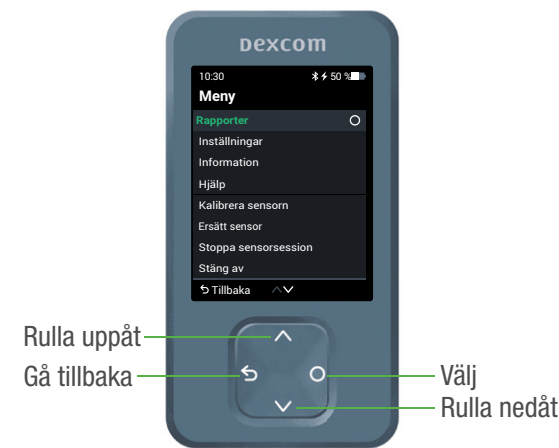 Dexcom
10:30 50 %
Meny
Rapporter
Inställningar
Information
Hjälp
Kalibrera sensorn
Ersätt sensor
Stoppa sensorsession
Stäng av
Tillbaka
Rulla uppåt
Gå tillbaka
Välj
Rulla nedåt